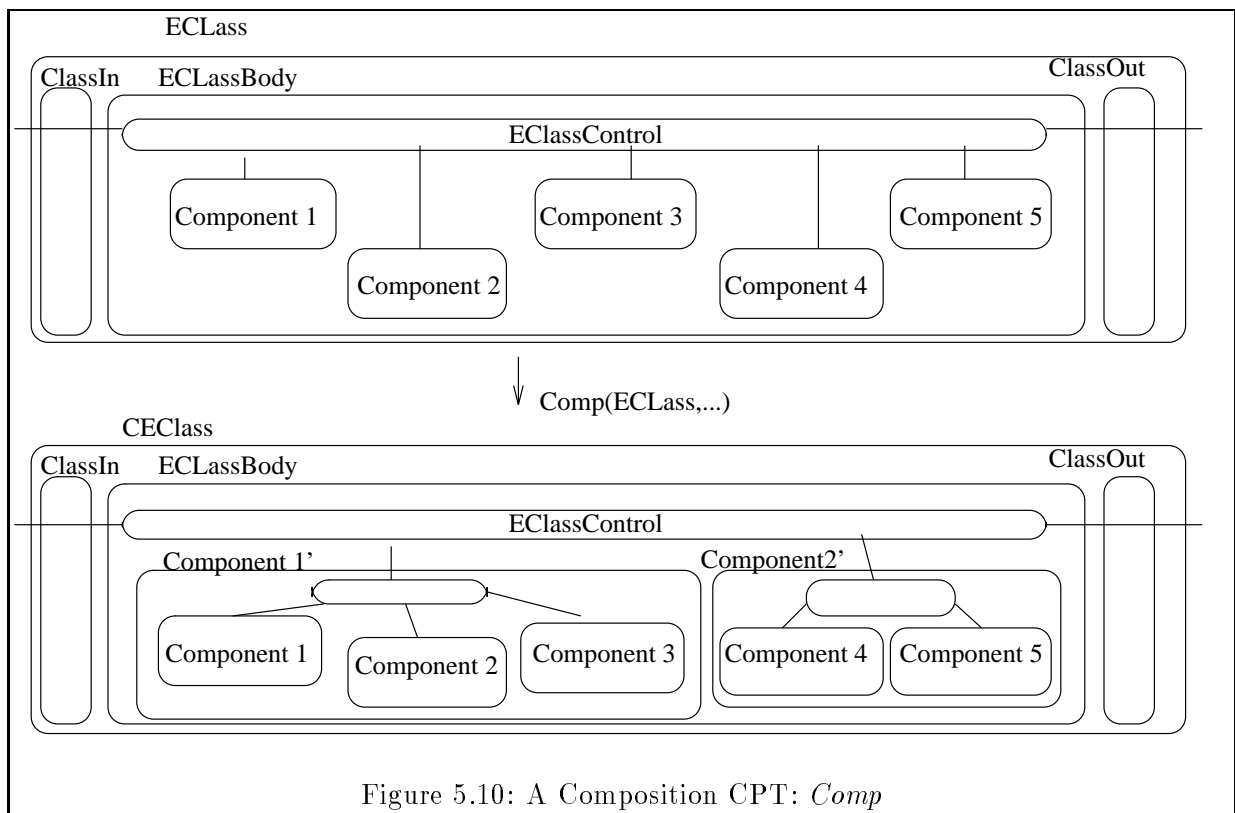 ECLass
ClassIn
ECLassBody
ClassOut
EClassControl
Component 1
Component 3
Component 5
Component 2
Component 4
Comp(ECLass,...)
CEClass
ClassIn
ECLassBody
ClassOut
EClassControl
Component 1’
Component2’
Component 1
Component 2
Component 3
Component 4
Component 5
Figure 5.10: A Composition CPT: Comp